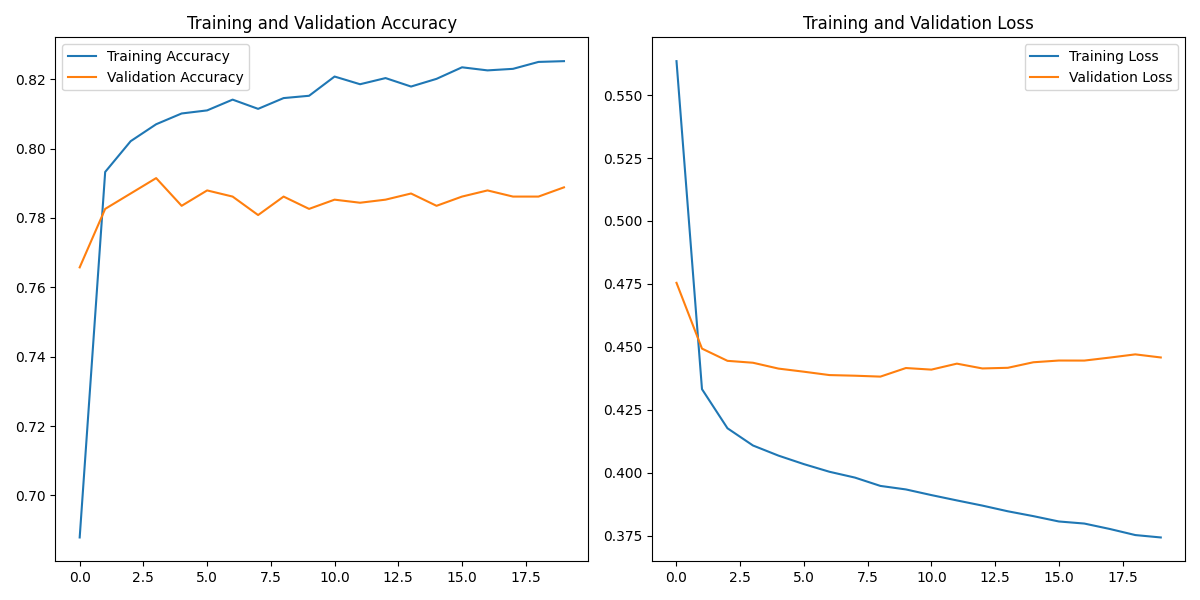 Training and Validation Accuracy
Training Accuracy
Validation Accuracy
0.82
0.80
0.78
0.76
0.74
0.72
0.70
0.0 2.5 5.0 7.5 10.0 12.5 15.0 17.5
Training and Validation Loss
Training Loss
Validation Loss
0.550
0.525
0.500
0.475
0.450
0.425
0.400
0.375
0.0 2.5 5.0 7.5 10.0 12.5 15.0 17.5